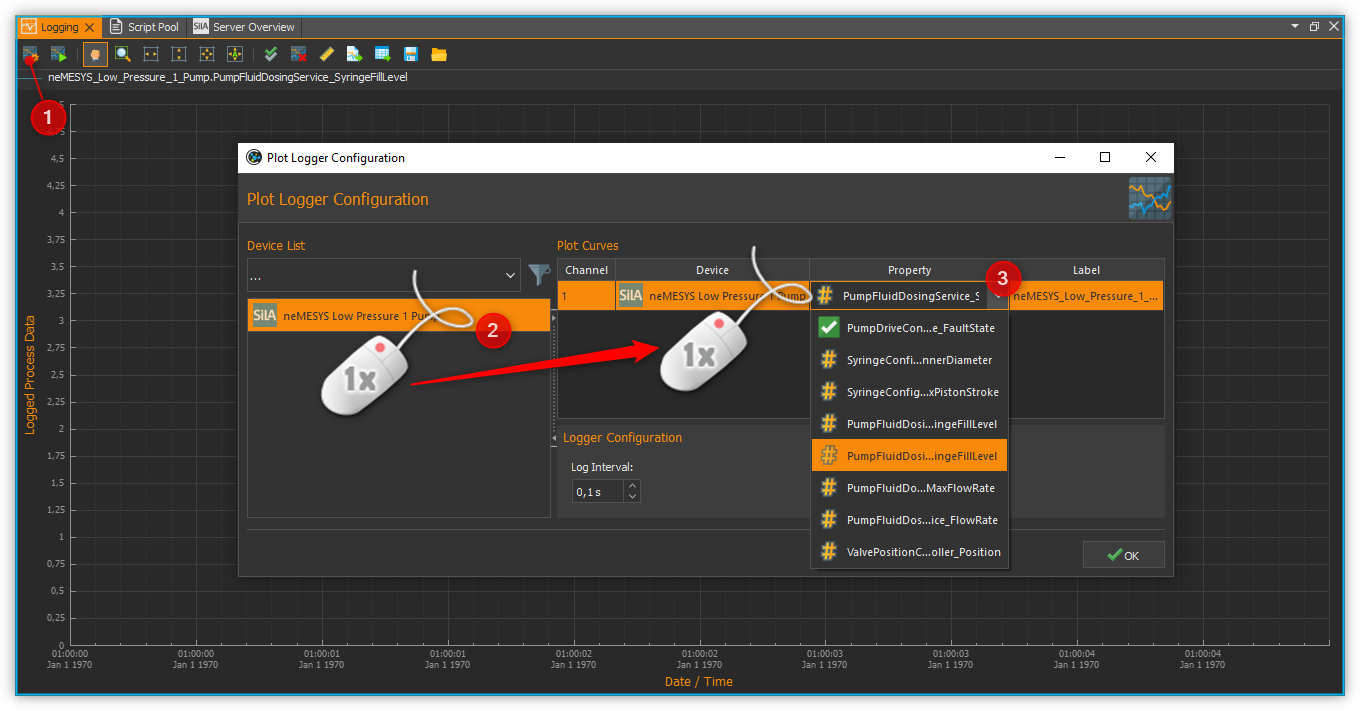 Logging
Script Pool
SiLA
Server Overview
neMESYS_Low_Pressure_1_Pump.PumpFluidDosingService_SyringeFillLevel
1
5
4,75
4,5
4,25
4
3,75
3,5
3,25
3
2,75
2,5
2,25
2
1,75
1,5
1,25
1
0,75
0,5
0,25
0
Logged Process Data
Plot Logger Configuration
Plot Logger Configuration
Device List
...
SiLA neMESYS Low Pressure 1 Pump
2
1x
Plot Curves
Channel Device Property Label
3
1 SiLA neMESYS Low Pressure 1 Pump # PumpFluidDosingService_S neMESYS_Low_Pressure_1_...
1x
PumpDriveCon...e_FaultState
# SyringeConfi...nnerDiameter
# SyringeConfig...xPistonStroke
# PumpFluidDosi...ingeFillLevel
# PumpFluidDosi...ingeFillLevel
# PumpFluidDo...MaxFlowRate
# PumpFluidDos...ice_FlowRate
# ValvePositionC...oller_Position
Logger Configuration
Log Interval:
0,1 s
OK
01:00:00 01:00:00 01:00:01 01:00:01 01:00:02 01:00:02 01:00:03 01:00:03 01:00:04 01:00:04
Jan 1 1970 Jan 1 1970 Jan 1 1970 Jan 1 1970 Jan 1 1970 Jan 1 1970 Jan 1 1970 Jan 1 1970 Jan 1 1970 Jan 1 1970
Date / Time